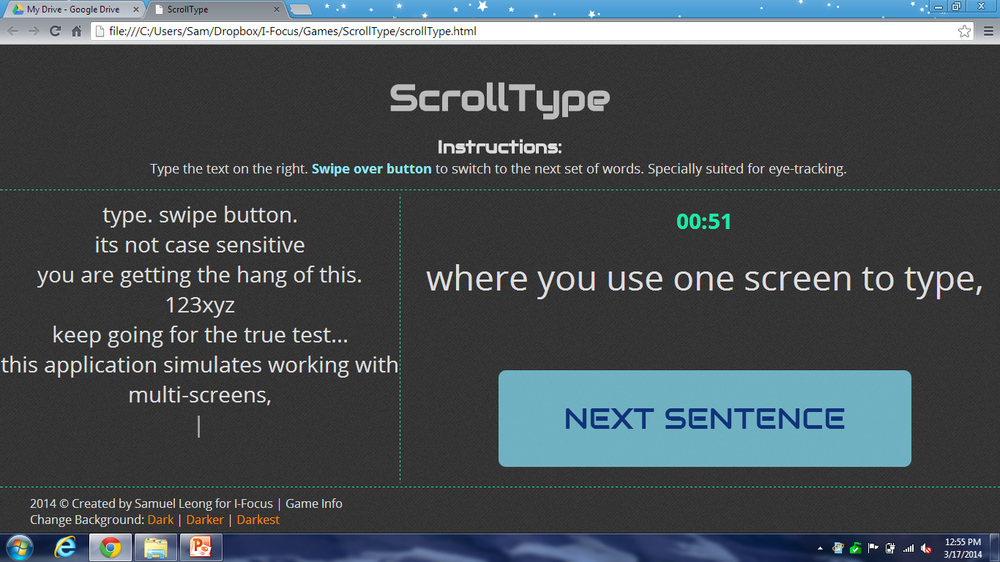 My Drive - Google Drive
ScrollType
file:///C:/Users/Sam/Dropbox/I-Focus/Games/ScrollType/scrollType.html
ScrollType
Instructions:
Type the text on the right. Swipe over button to switch to the next set of words. Specially suited for eye-tracking.
type. swipe button.
its not case sensitive
you are getting the hang of this.
123xyz
keep going for the true test...
this application simulates working with
multi-screens,
00:51
where you use one screen to type,
NEXT SENTENCE
2014 © Created by Samuel Leong for I-Focus | Game Info
Change Background: Dark | Darker | Darkest
12:55 PM
3/17/2014